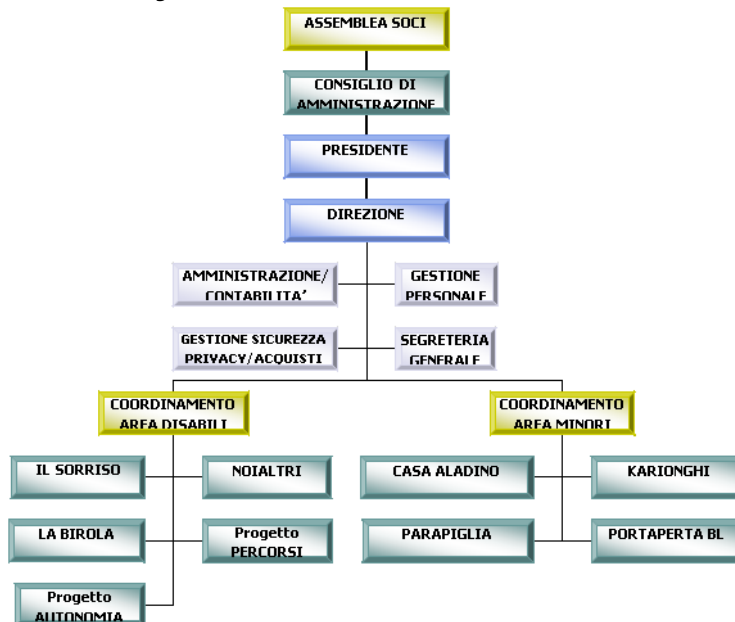 ASSEMBLEA SOCI
CONSIGLIO DI
AMMINISTRAZIONE
PRESIDENTE
DIREZIONE
AMMINISTRAZIONE/
CONTABILITA’
GESTIONE
PERSONALE
GESTIONE SICUREZZA
PRIVACY/ACQUISTI
SEGRETERIA
GENERALE
COORDINAMENTO
AREA DISABILI
COORDINAMENTO
AREA MINORI
IL SORRISO
NOIALTRI
CASA ALADINO
KARIONGHI
LA BIROLA
Progetto
PERCORSI
PARAPIGLIA
PORTAPERTA BL
Progetto
AUTONOMIA